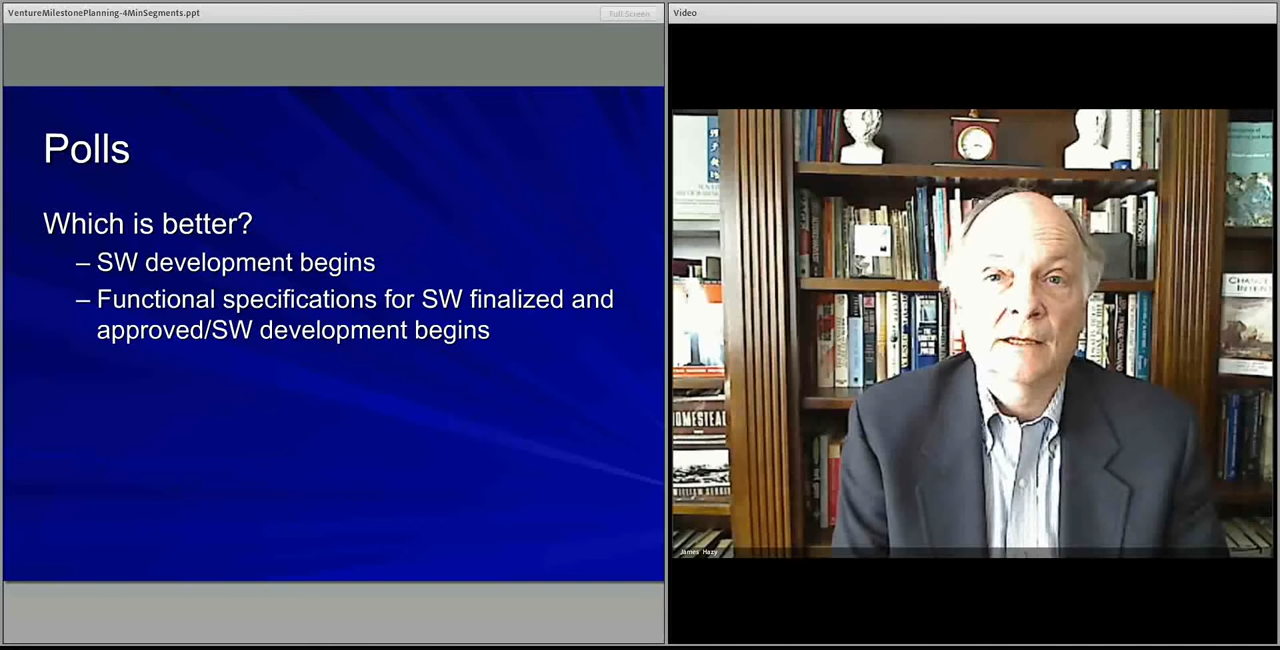 VentureMilestonePlanning-4MinSegments.ppt
Full Screen
Video
Polls
Which is better?
– SW development begins
– Functional specifications for SW finalized and
approved/SW development begins
HOMESTEAD
James Hazy